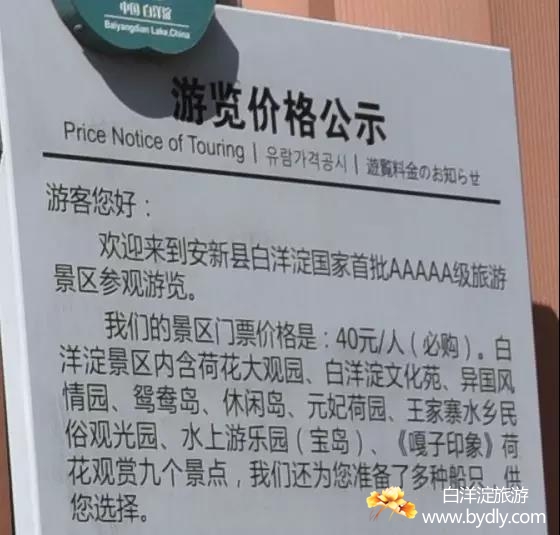 中国 白洋淀
Baiyangdian Lake,China
游览价格公示
Price Notice of Touring | 유람가격공시 | 遊覧料金のお知らせ
游客您好：
欢迎来到安新县白洋淀国家首批AAAAA级旅游
景区参观游览。
我们的景区门票价格是：40元/人（必购）。白
洋淀景区内含荷花大观园、白洋淀文化苑、异国风
情园、鸳鸯岛、休闲岛、元妃荷园、王家寨水乡民
俗观光园、水上游乐园（宝岛）、《嘎子印象》荷
花观赏九个景点，我们还为您准备了多种船只，供
您选择。
白洋淀旅游
www.bydly.com